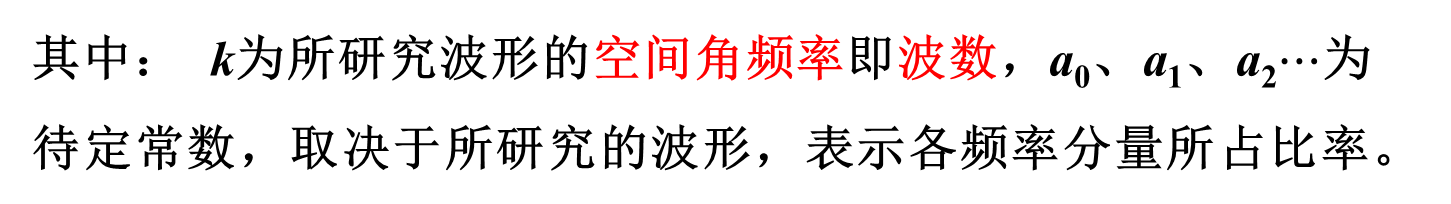 其中： k为所研究波形的空间角频率即波数，a₀、a₁、a₂…为
待定常数，取决于所研究的波形，表示各频率分量所占比率。